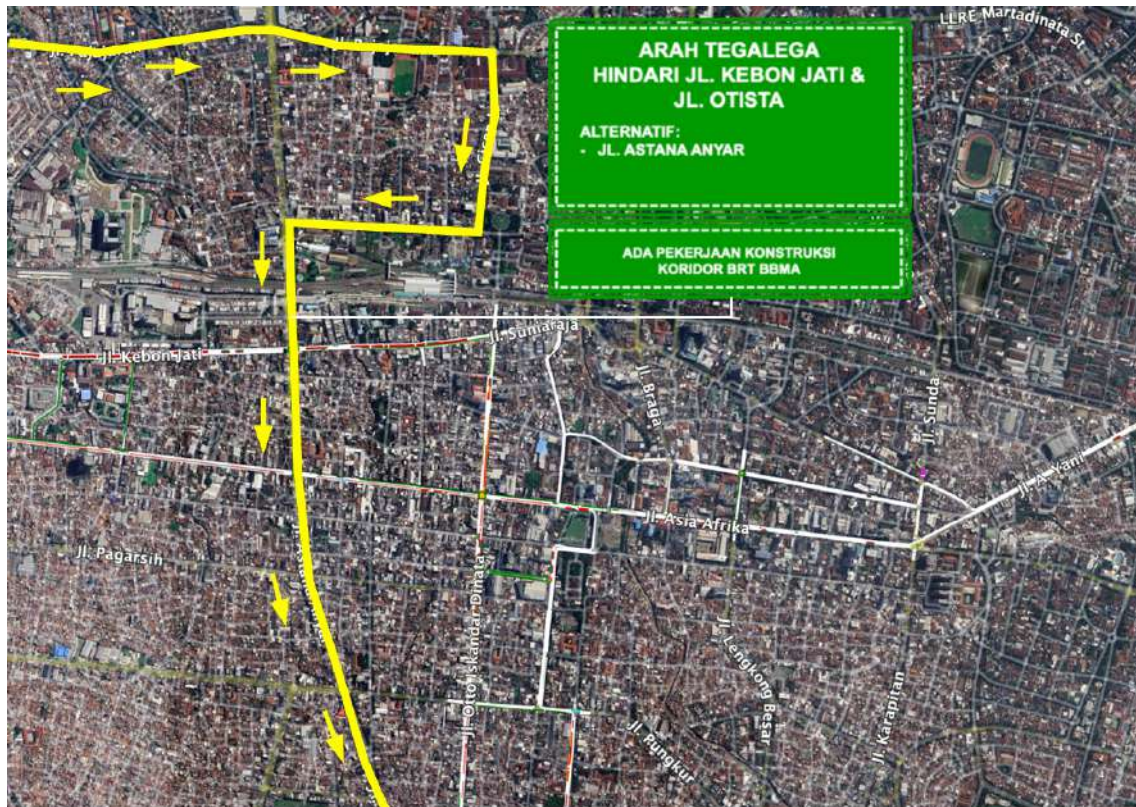 LLRE Martadinata St
ARAH TEGALEGA
HINDARI JL. KEBON JATI &
JL. OTISTA
ALTERNATIF:
- JL. ASTANA ANYAR
ADA PEKERJAAN KONSTRUKSI
KORIDOR BRT BBMA
Jl. Suniaraja
Jl. Kebon Jati
Jl. Braga
Jl. Sunda
Jl. A. Yani
Jl. Asia Afrika
Jl. Pagarsih
Jl. Otto Iskandar Dinata
Jl. Lengkong Besar
Jl. Karapitan
Jl. Pungkur